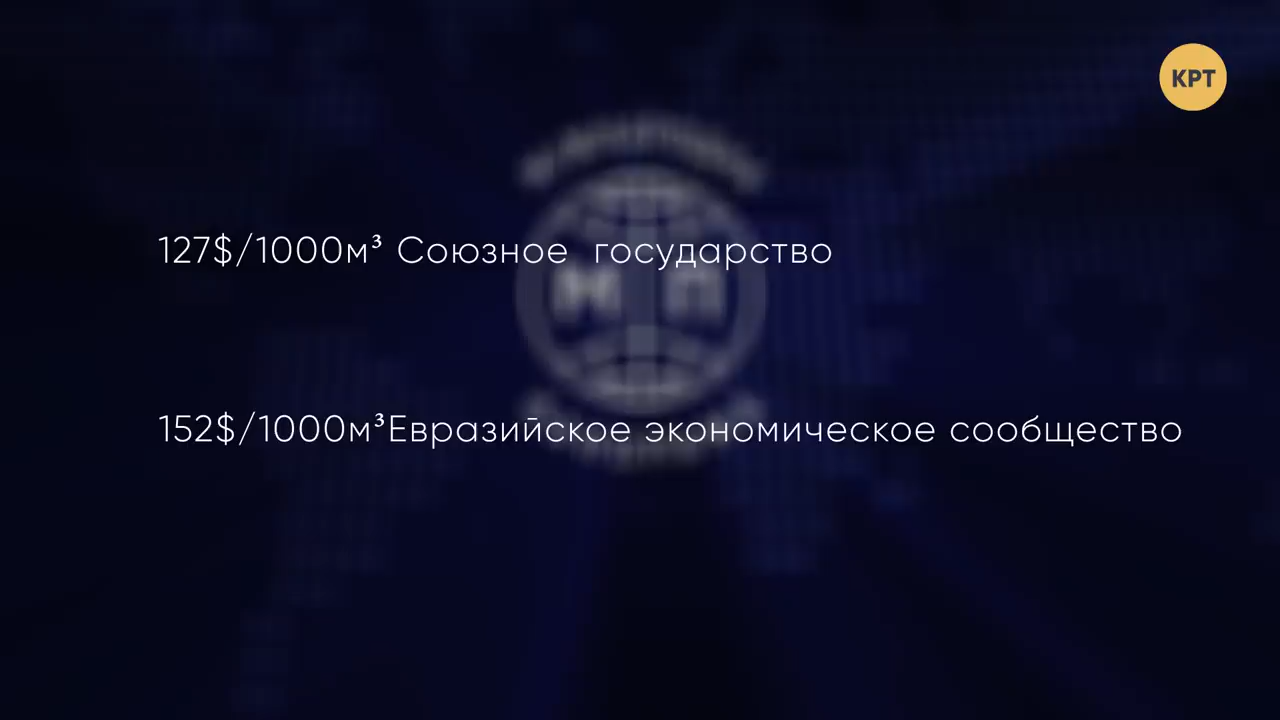 КРТ
127$/1000м³ Союзное государство
М П
152$/1000м³Евразийское экономическое сообщество